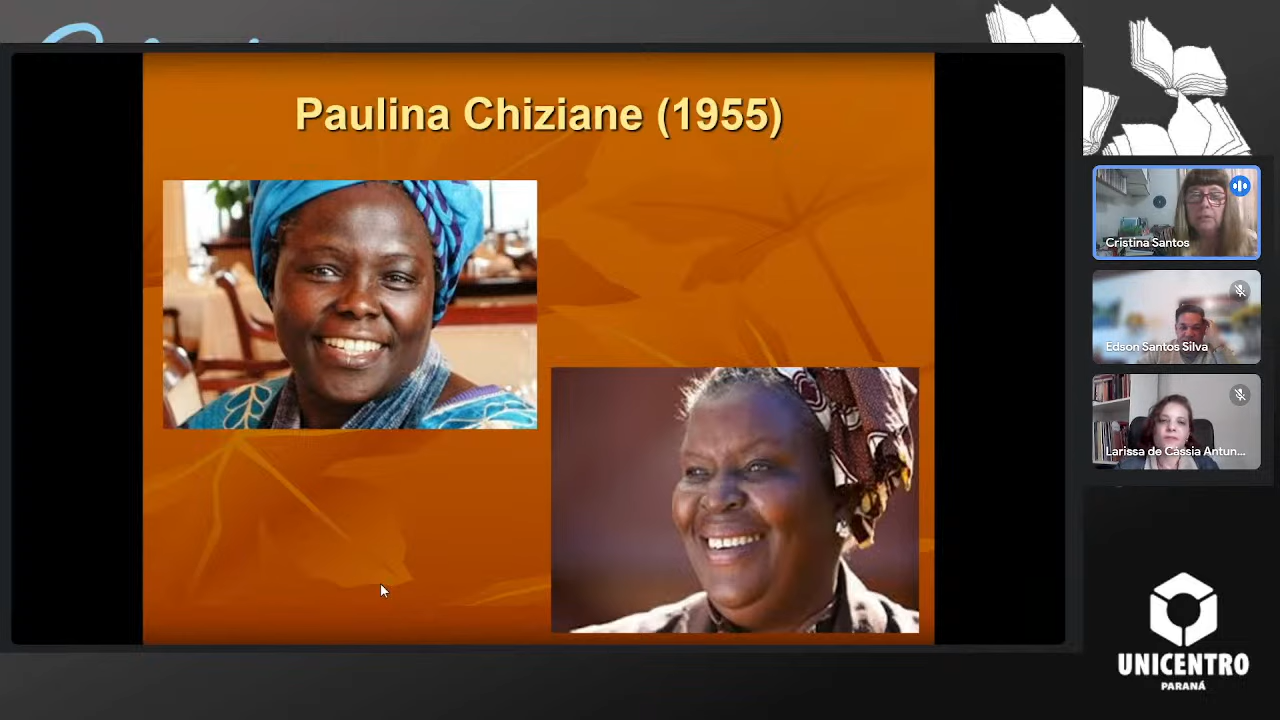 Paulina Chiziane (1955)
Cristina Santos
Edson Santos Silva
Larissa de Cássia Antun...
UNICENTRO
PARANÁ